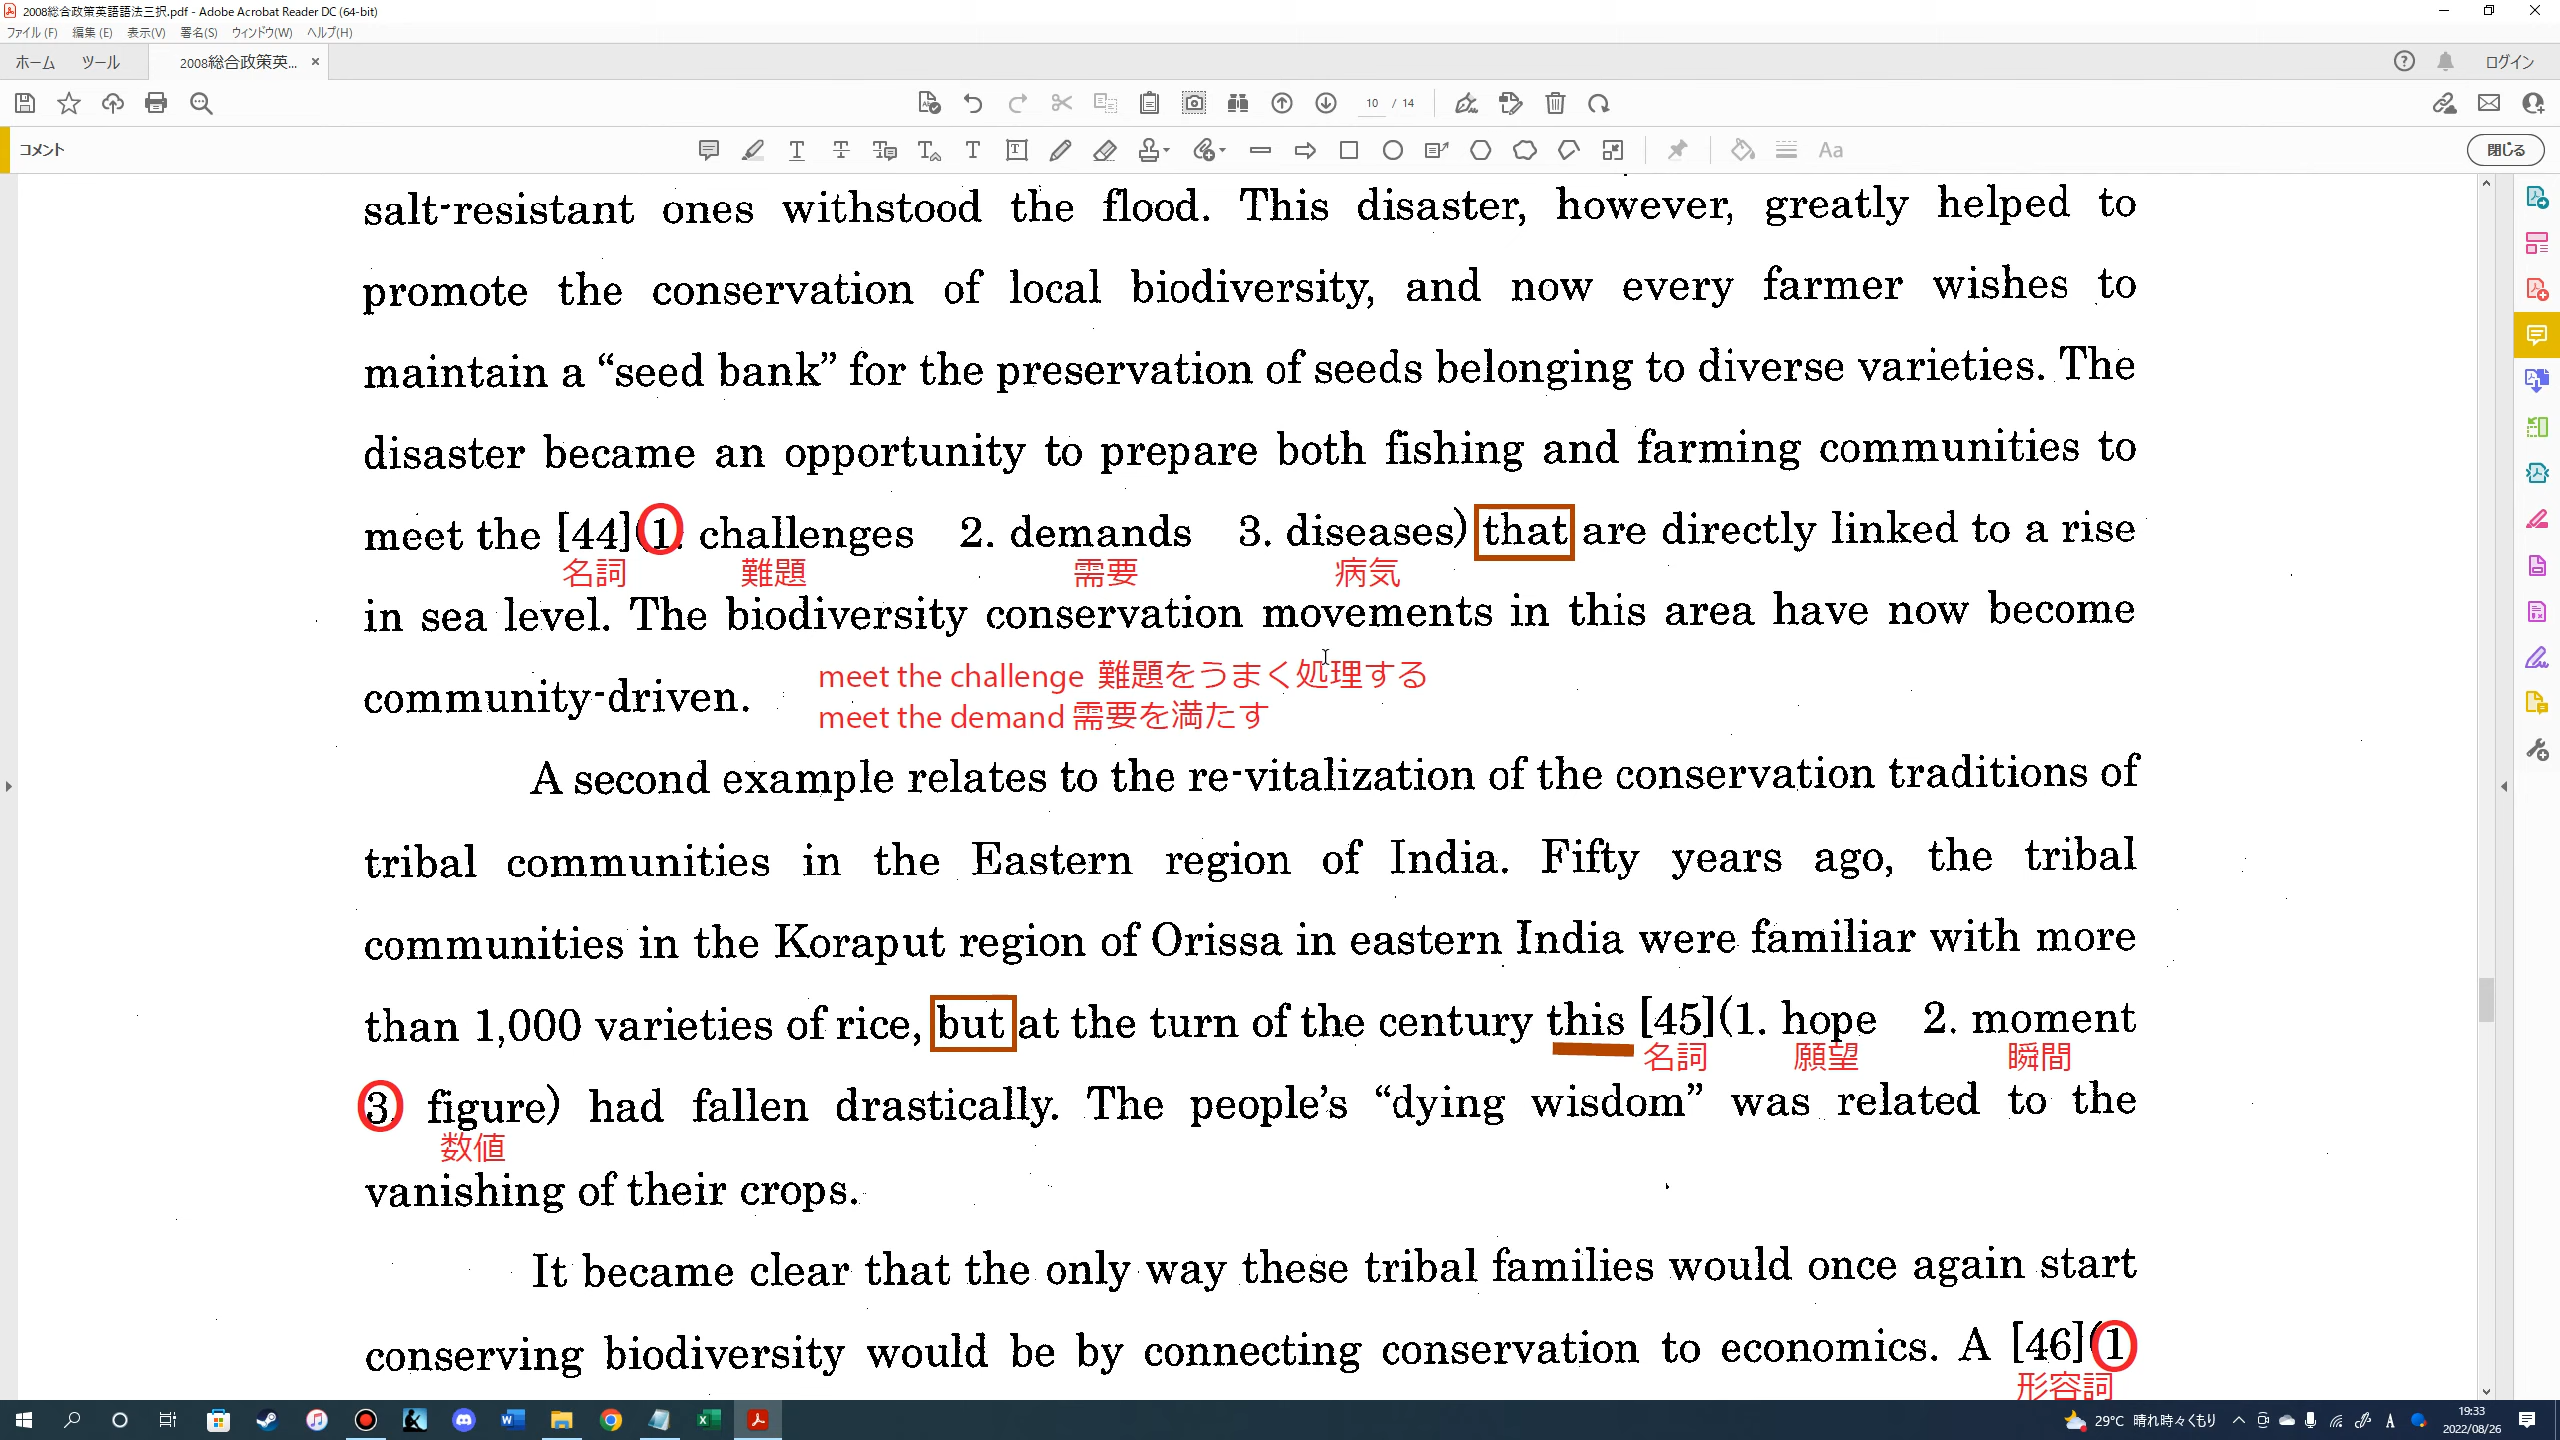 2008総合政策英語語法三択.pdf - Adobe Acrobat Reader DC (64-bit)
ファイル(F) 編集(E) 表示(V) 署名(S) ウィンドウ(W) ヘルプ(H)
ホーム ツール 2008総合政策英... × ログイン
10 / 14
コメント Aa 閉じる
salt-resistant ones withstood the flood. This disaster, however, greatly helped to
promote the conservation of local biodiversity, and now every farmer wishes to
maintain a “seed bank” for the preservation of seeds belonging to diverse varieties. The
disaster became an opportunity to prepare both fishing and farming communities to
meet the [44](1. challenges 2. demands 3. diseases) that are directly linked to a rise
名詞 難題 需要 病気
in sea level. The biodiversity conservation movements in this area have now become
meet the challenge 難題をうまく処理する
community-driven.
meet the demand 需要を満たす
A second example relates to the re-vitalization of the conservation traditions of
tribal communities in the Eastern region of India. Fifty years ago, the tribal
communities in the Koraput region of Orissa in eastern India were familiar with more
than 1,000 varieties of rice, but at the turn of the century this [45](1. hope 2. moment
名詞 願望 瞬間
3 figure) had fallen drastically. The people’s “dying wisdom” was related to the
数値
vanishing of their crops.
It became clear that the only way these tribal families would once again start
conserving biodiversity would be by connecting conservation to economics. A [46](1
形容詞
29°C 晴れ時々くもり 19:33
2022/08/26